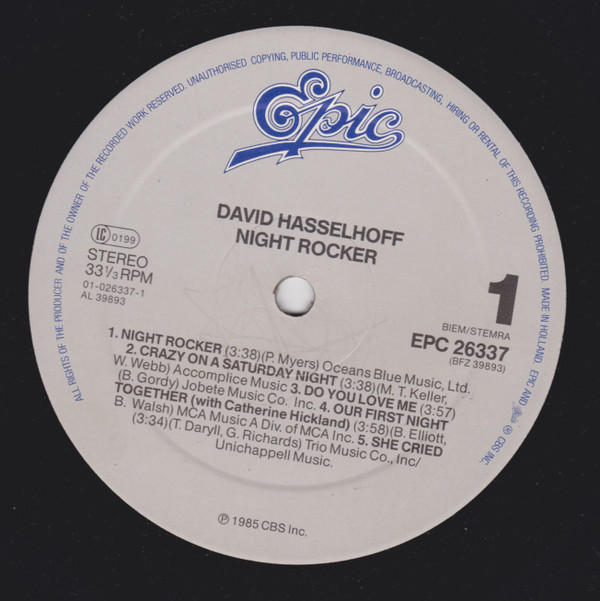 ALL RIGHTS OF THE PRODUCER AND OF THE OWNER OF THE RECORDED WORK RESERVED. UNAUTHORISED COPYING, PUBLIC PERFORMANCE, BROADCASTING, HIRING OR RENTAL OF THIS RECORDING PROHIBITED. MADE IN HOLLAND. EPIC AND Epic ℗ CBS INC.
Epic
DAVID HASSELHOFF
NIGHT ROCKER
LC 0199
STEREO
33⅓ RPM
01-026337-1
AL 39893
1
BIEM/STEMRA
EPC 26337
(BFZ 39893)
1. NIGHT ROCKER (3:38)(P. Myers) Oceans Blue Music, Ltd.
2. CRAZY ON A SATURDAY NIGHT (3:38)(M. T. Keller,
W. Webb) Accomplice Music 3. DO YOU LOVE ME (3:57)
(B. Gordy) Jobete Music Co. Inc. 4. OUR FIRST NIGHT
TOGETHER (with Catherine Hickland) (3:58)(B. Elliott,
B. Walsh) MCA Music A Div. of MCA Inc. 5. SHE CRIED
(3:34)(T. Daryll, G. Richards) Trio Music Co., Inc/
Unichappell Music.
℗ 1985 CBS Inc.